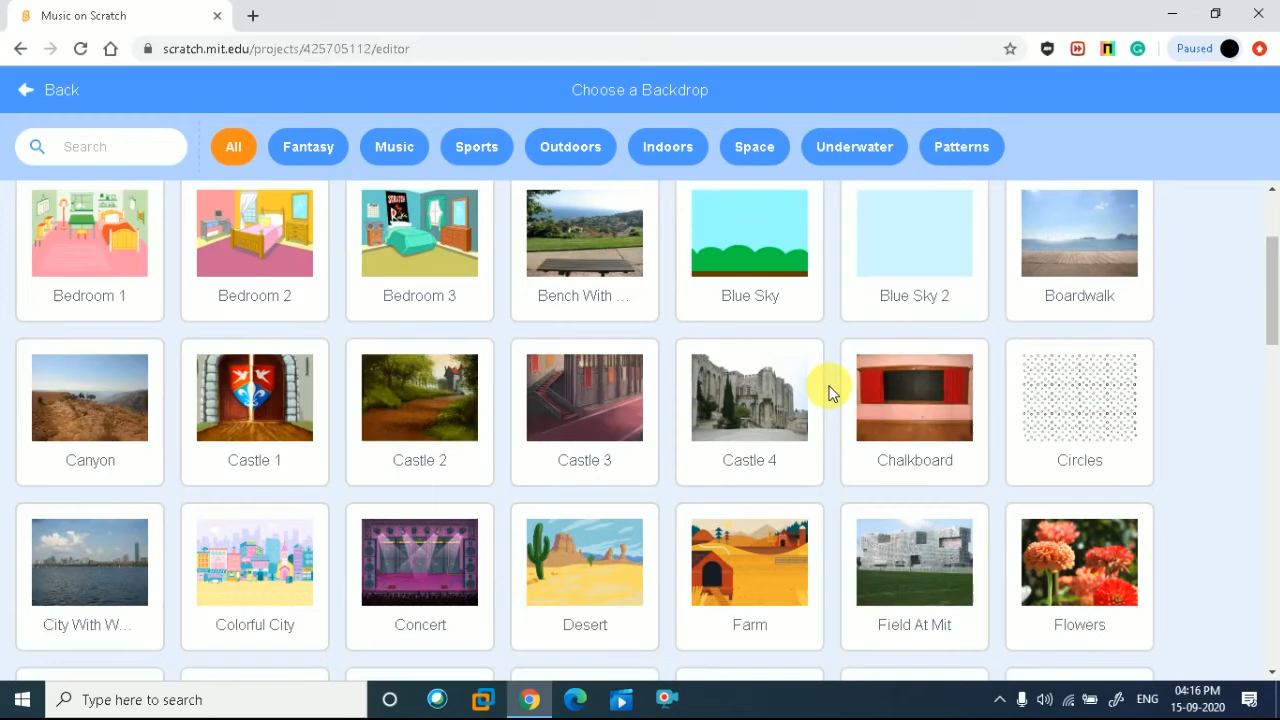 Music on Scratch
scratch.mit.edu/projects/425705112/editor
Paused
Back
Choose a Backdrop
Search
All
Fantasy
Music
Sports
Outdoors
Indoors
Space
Underwater
Patterns
SCRATCH
Bedroom 1
Bedroom 2
Bedroom 3
Bench With ...
Blue Sky
Blue Sky 2
Boardwalk
Canyon
Castle 1
Castle 2
Castle 3
Castle 4
Chalkboard
Circles
City With W...
Colorful City
Concert
Desert
Farm
Field At Mit
Flowers
Type here to search
ENG
04:16 PM
15-09-2020